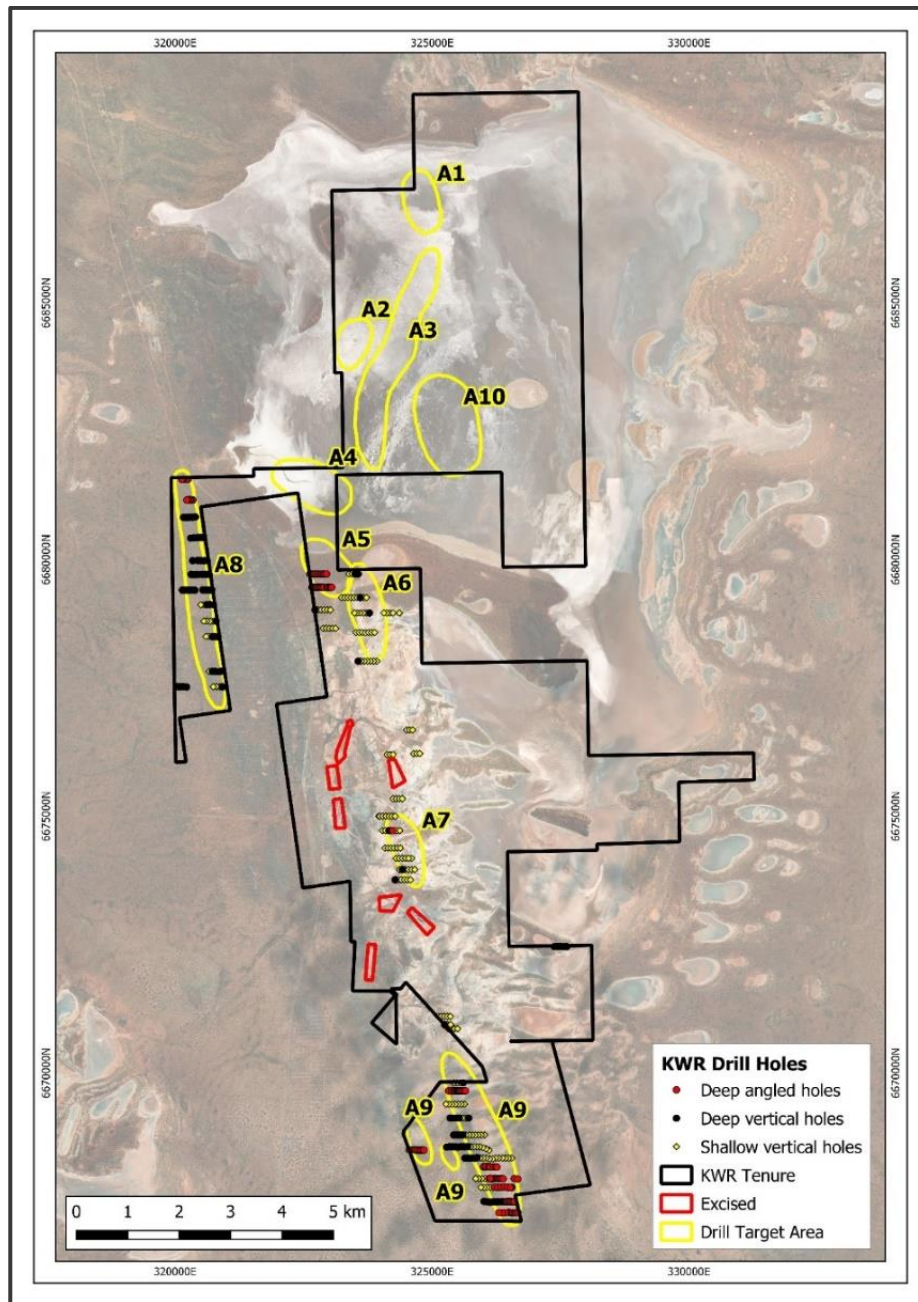 320000E 325000E 330000E
A1
6685000N 6685000N
A2
A3
A10
A4
A5
6680000N 6680000N
A8
A6
6675000N 6675000N
A7
6670000N 6670000N
A9 A9
A9
KWR Drill Holes
Deep angled holes
Deep vertical holes
Shallow vertical holes
KWR Tenure
Excised
Drill Target Area
0 1 2 3 4 5 km
320000E 325000E 330000E